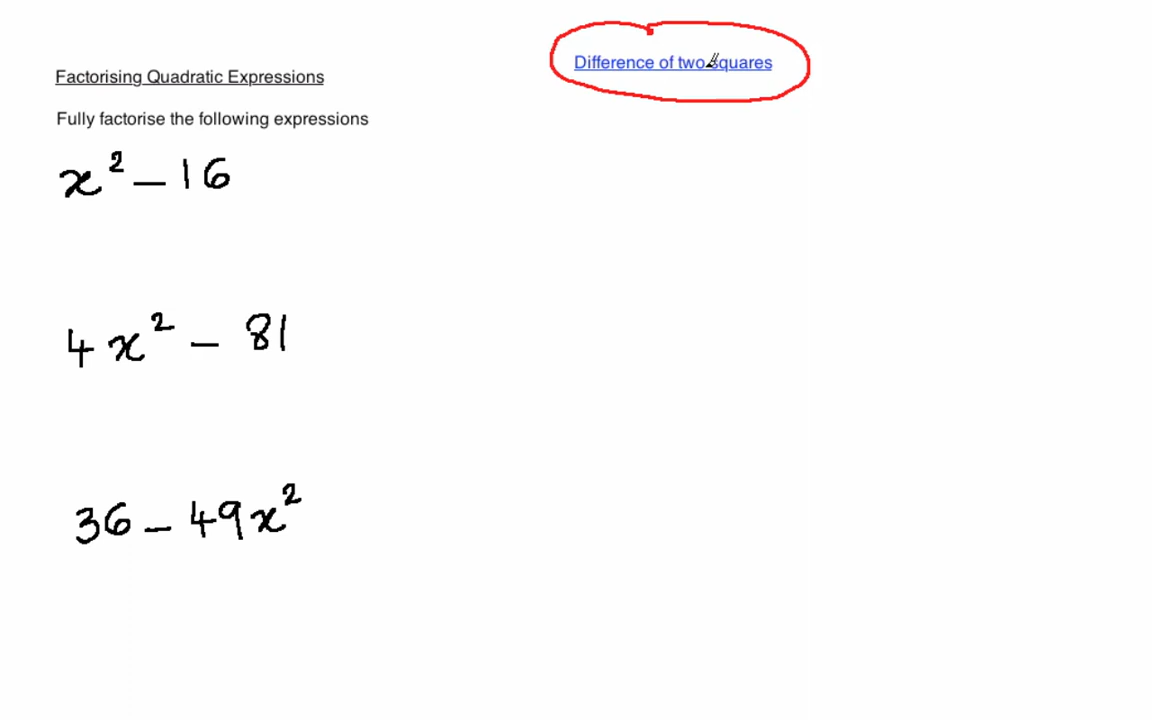 Difference of two squares
Factorising Quadratic Expressions
Fully factorise the following expressions
x² – 16
4x² – 81
36 – 49x²